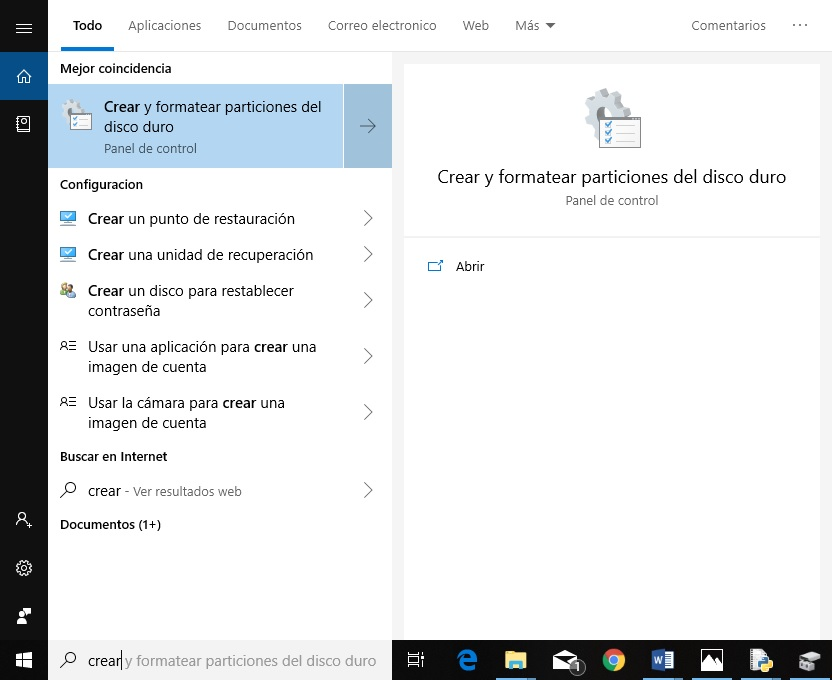 Todo
Aplicaciones
Documentos
Correo electronico
Web
Más
Comentarios
Mejor coincidencia
Crear y formatear particiones del
disco duro
Panel de control
Configuracion
Crear un punto de restauración
Crear una unidad de recuperación
Crear un disco para restablecer
contraseña
Usar una aplicación para crear una
imagen de cuenta
Usar la cámara para crear una
imagen de cuenta
Buscar en Internet
crear - Ver resultados web
Documentos (1+)
Crear y formatear particiones del disco duro
Panel de control
Abrir
crear y formatear particiones del disco duro
1